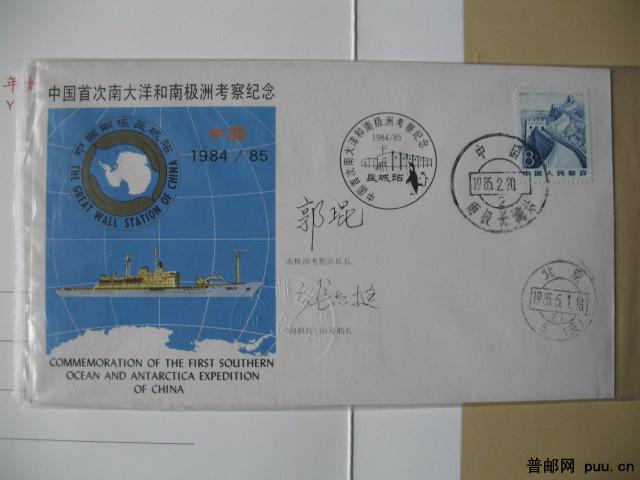 年
Y
中国首次南大洋和南极洲考察纪念
中國南极長城站
THE GREAT WALL STATION OF CHINA
中国
1984/85
COMMEMORATION OF THE FIRST SOUTHERN
OCEAN AND ANTARCTICA EXPEDITION
OF CHINA
中国首次南大洋和南极洲考察纪念
1984/85
長城站
郭琨
南极洲考察队队长
向阳红10号船长
8
中国人民邮政
中国
1985.2.20.
南极长城站
北京
1985.5.1.18
普邮网 puu.cn